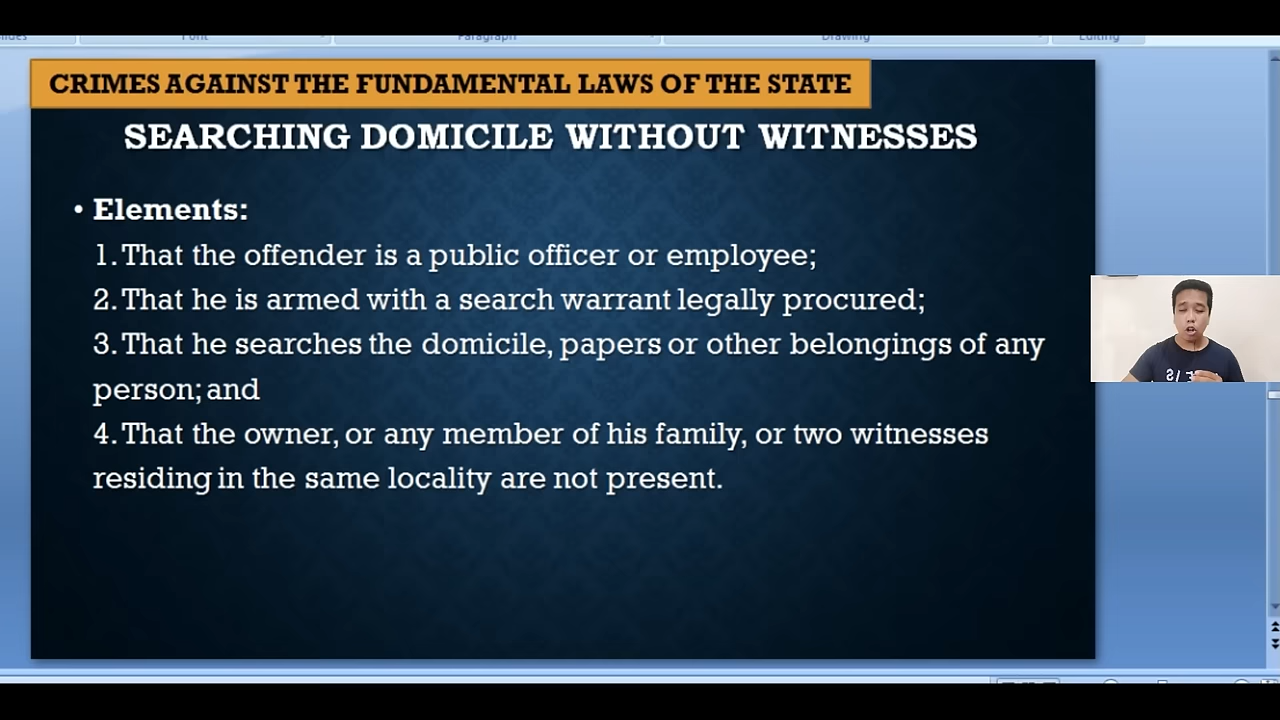 Font Paragraph Drawing Editing
CRIMES AGAINST THE FUNDAMENTAL LAWS OF THE STATE
SEARCHING DOMICILE WITHOUT WITNESSES
• Elements:
1. That the offender is a public officer or employee;
2. That he is armed with a search warrant legally procured;
3. That he searches the domicile, papers or other belongings of any
person; and
4. That the owner, or any member of his family, or two witnesses
residing in the same locality are not present.